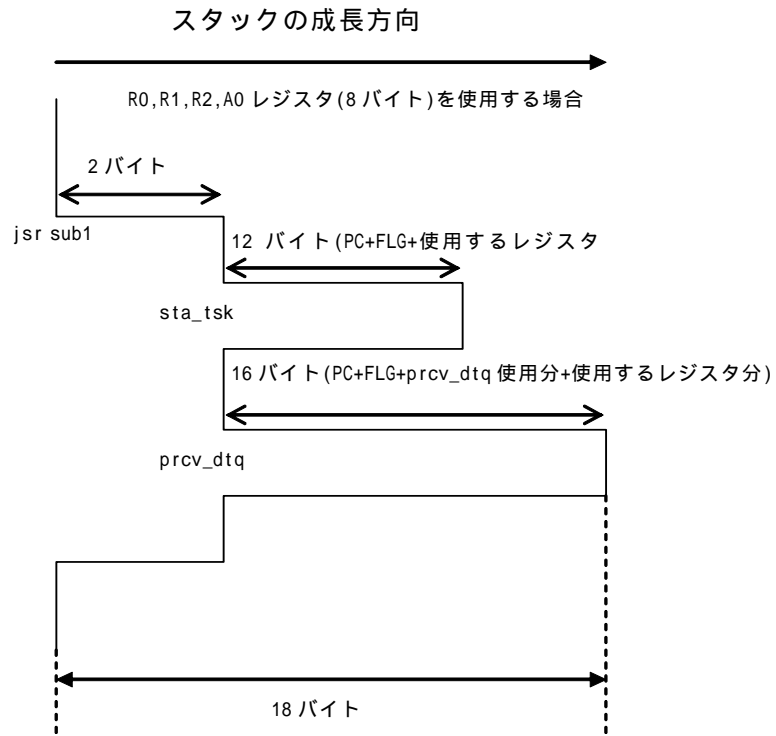 スタックの成長方向
R0,R1,R2,A0 レジスタ(8 バイト)を使用する場合
2 バイト
jsr sub1
12 バイト(PC+FLG+使用するレジスタ
sta_tsk
16 バイト(PC+FLG+prcv_dtq 使用分+使用するレジスタ分)
prcv_dtq
18 バイト